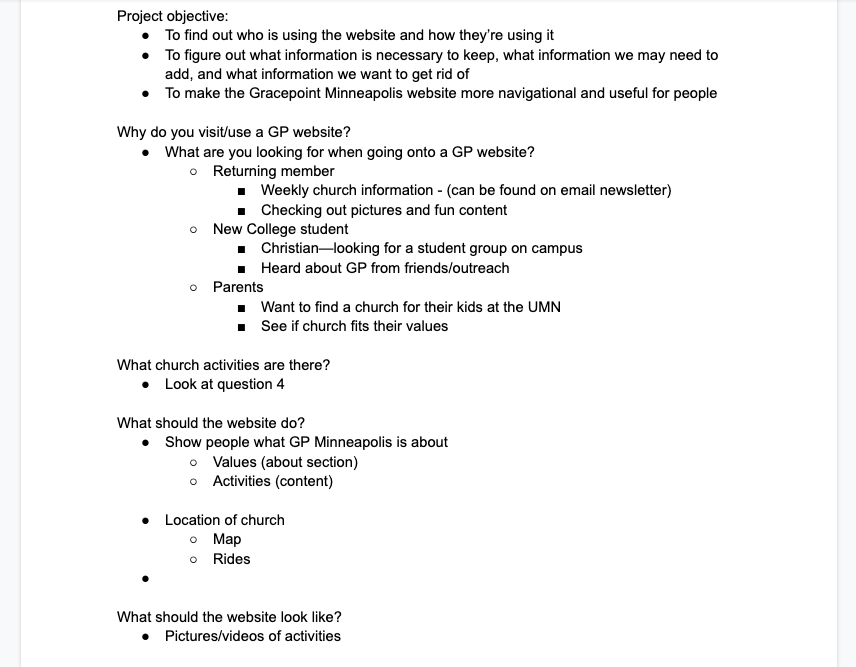 Project objective:
● To find out who is using the website and how they're using it
● To figure out what information is necessary to keep, what information we may need to
add, and what information we want to get rid of
● To make the Gracepoint Minneapolis website more navigational and useful for people
Why do you visit/use a GP website?
● What are you looking for when going onto a GP website?
○ Returning member
■ Weekly church information - (can be found on email newsletter)
■ Checking out pictures and fun content
○ New College student
■ Christian—looking for a student group on campus
■ Heard about GP from friends/outreach
○ Parents
■ Want to find a church for their kids at the UMN
■ See if church fits their values
What church activities are there?
● Look at question 4
What should the website do?
● Show people what GP Minneapolis is about
○ Values (about section)
○ Activities (content)
● Location of church
○ Map
○ Rides
●
What should the website look like?
● Pictures/videos of activities